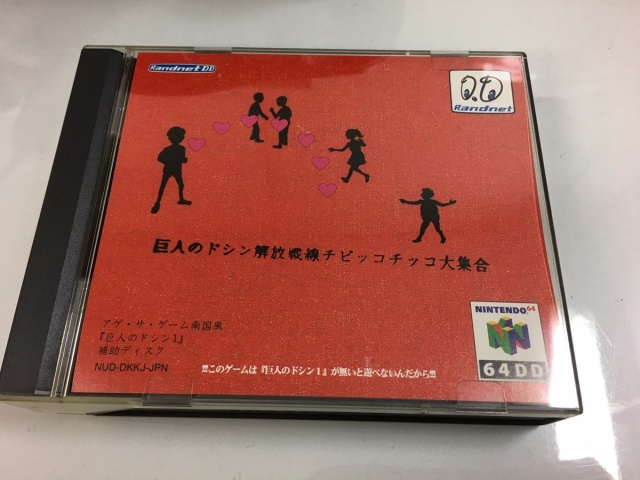 Randnet DD
Randnet
巨人のドシン解放戦線チビッコチッコ大集合
アゲ・サ・ゲーム南国風
『巨人のドシン1』
補助ディスク
NUD-DKKJ-JPN
!!!このゲームは『巨人のドシン1』が無いと遊べないんだから!!!
NINTENDO 64
64DD